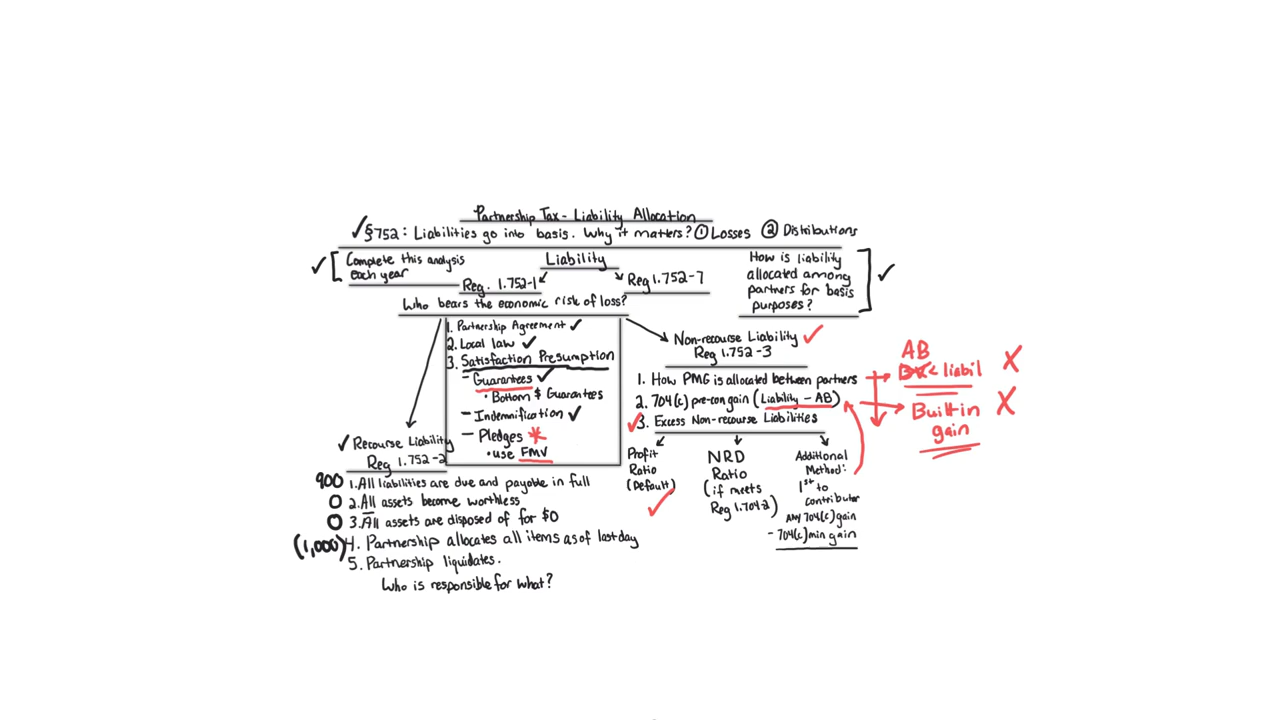 Partnership Tax - Liability Allocation
✓§752: Liabilities go into basis. Why it matters? ① Losses ② Distributions
✓ [ Complete this analysis
each year
Liability
Reg. 1.752-1
Reg 1.752-7
How is liability
allocated among
partners for basis
purposes? ] ✓
Who bears the economic risk of loss?
1. Partnership Agreement ✓
2. Local law ✓
3. Satisfaction Presumption
- Guarantees ✓
• Bottom $ Guarantees
- Indemnification ✓
- Pledges *
• use FMV
✓ Recourse Liability
Reg 1.752-2
900 1. All liabilities are due and payable in full
0 2. All assets become worthless
0 3. All assets are disposed of for $0
(1,000) 4. Partnership allocates all items as of last day
5. Partnership liquidates.
Who is responsible for what?
Non-recourse Liability ✓
Reg 1.752-3
1. How PMG is allocated between partners
2. 704(c) pre-con gain (Liability - AB)
✓ 3. Excess Non-recourse Liabilities
Profit
Ratio
(Default)
✓
NRD
Ratio
(if meets
Reg 1.704-2)
Additional
Method:
1st to
contributor
Any 704(c) gain
- 704(c) min gain
AB
< liabil X
Built-in X
gain